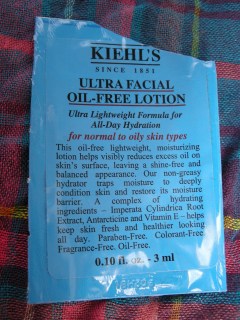 KIEHL'S
SINCE 1851
ULTRA FACIAL
OIL-FREE LOTION
Ultra Lightweight Formula for
All-Day Hydration
for normal to oily skin types
This oil-free lightweight, moisturizing
lotion helps visibly reduces excess oil on
skin's surface, leaving a shine-free and
balanced appearance. Our non-greasy
hydrator traps moisture to deeply
condition skin and restore its moisture
barrier. A complex of hydrating
ingredients – Imperata Cylindrica Root
Extract, Antarcticine and Vitamin E – helps
keep skin fresh and healthier looking
all day. Paraben-Free. Colorant-Free.
Fragrance-Free. Oil-Free.
0.10 fl. oz. - 3 ml